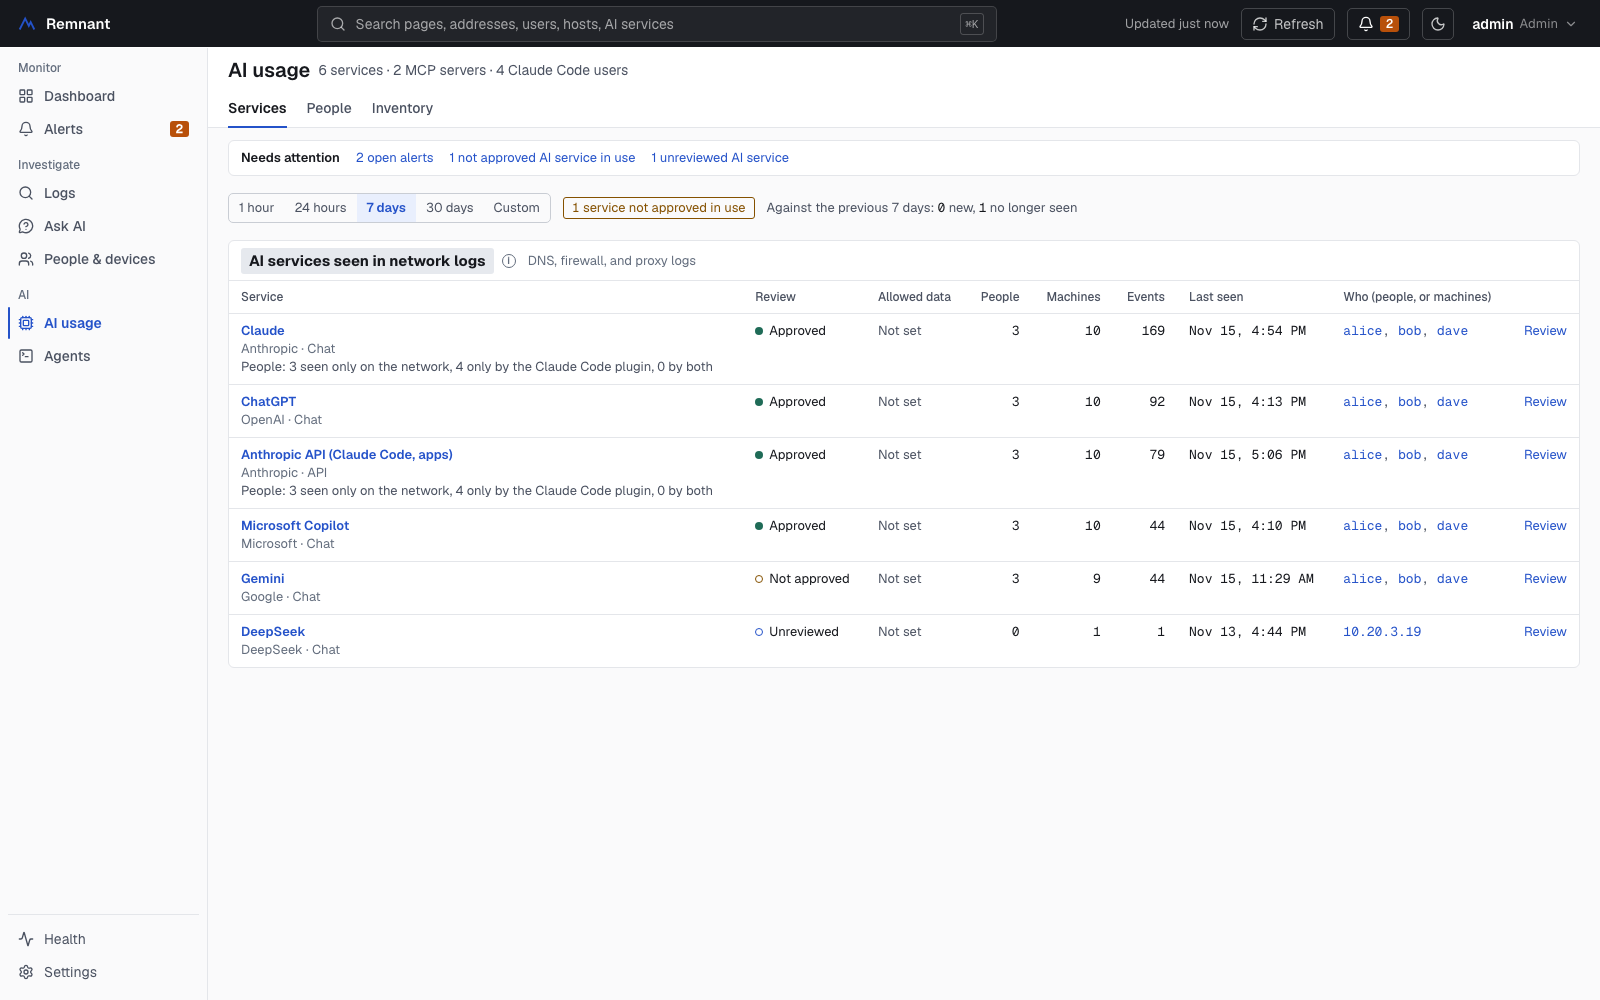 Remnant
Search pages, addresses, users, hosts, AI services
⌘K
Updated just now
Refresh
2
admin Admin
Monitor
Dashboard
Alerts
2
Investigate
Logs
Ask AI
People & devices
AI
AI usage
Agents
Health
Settings
AI usage 6 services · 2 MCP servers · 4 Claude Code users
Services People Inventory
Needs attention 2 open alerts 1 not approved AI service in use 1 unreviewed AI service
1 hour 24 hours 7 days 30 days Custom 1 service not approved in use Against the previous 7 days: 0 new, 1 no longer seen
AI services seen in network logs DNS, firewall, and proxy logs
Service Review Allowed data People Machines Events Last seen Who (people, or machines)
Claude Approved Not set 3 10 169 Nov 15, 4:54 PM alice, bob, dave Review
Anthropic · Chat
People: 3 seen only on the network, 4 only by the Claude Code plugin, 0 by both
ChatGPT Approved Not set 3 10 92 Nov 15, 4:13 PM alice, bob, dave Review
OpenAI · Chat
Anthropic API (Claude Code, apps) Approved Not set 3 10 79 Nov 15, 5:06 PM alice, bob, dave Review
Anthropic · API
People: 3 seen only on the network, 4 only by the Claude Code plugin, 0 by both
Microsoft Copilot Approved Not set 3 10 44 Nov 15, 4:10 PM alice, bob, dave Review
Microsoft · Chat
Gemini Not approved Not set 3 9 44 Nov 15, 11:29 AM alice, bob, dave Review
Google · Chat
DeepSeek Unreviewed Not set 0 1 1 Nov 13, 4:44 PM 10.20.3.19 Review
DeepSeek · Chat